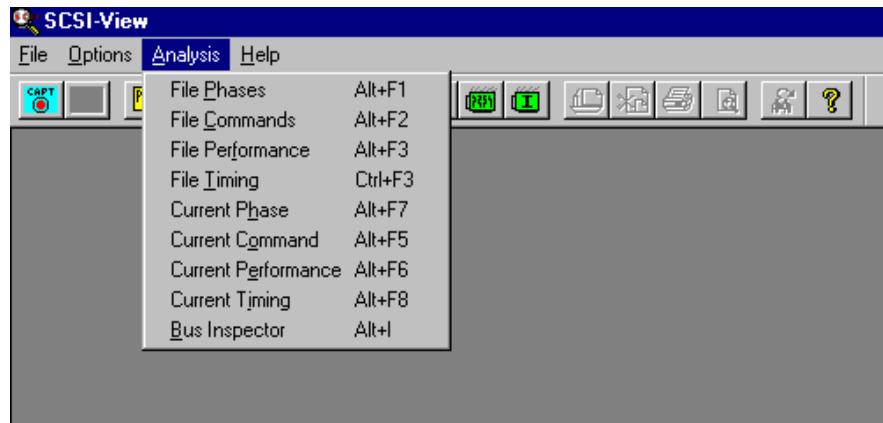 SCSI-View
File Options Analysis Help
CAPT
P
I
File Phases Alt+F1
File Commands Alt+F2
File Performance Alt+F3
File Timing Ctrl+F3
Current Phase Alt+F7
Current Command Alt+F5
Current Performance Alt+F6
Current Timing Alt+F8
Bus Inspector Alt+I